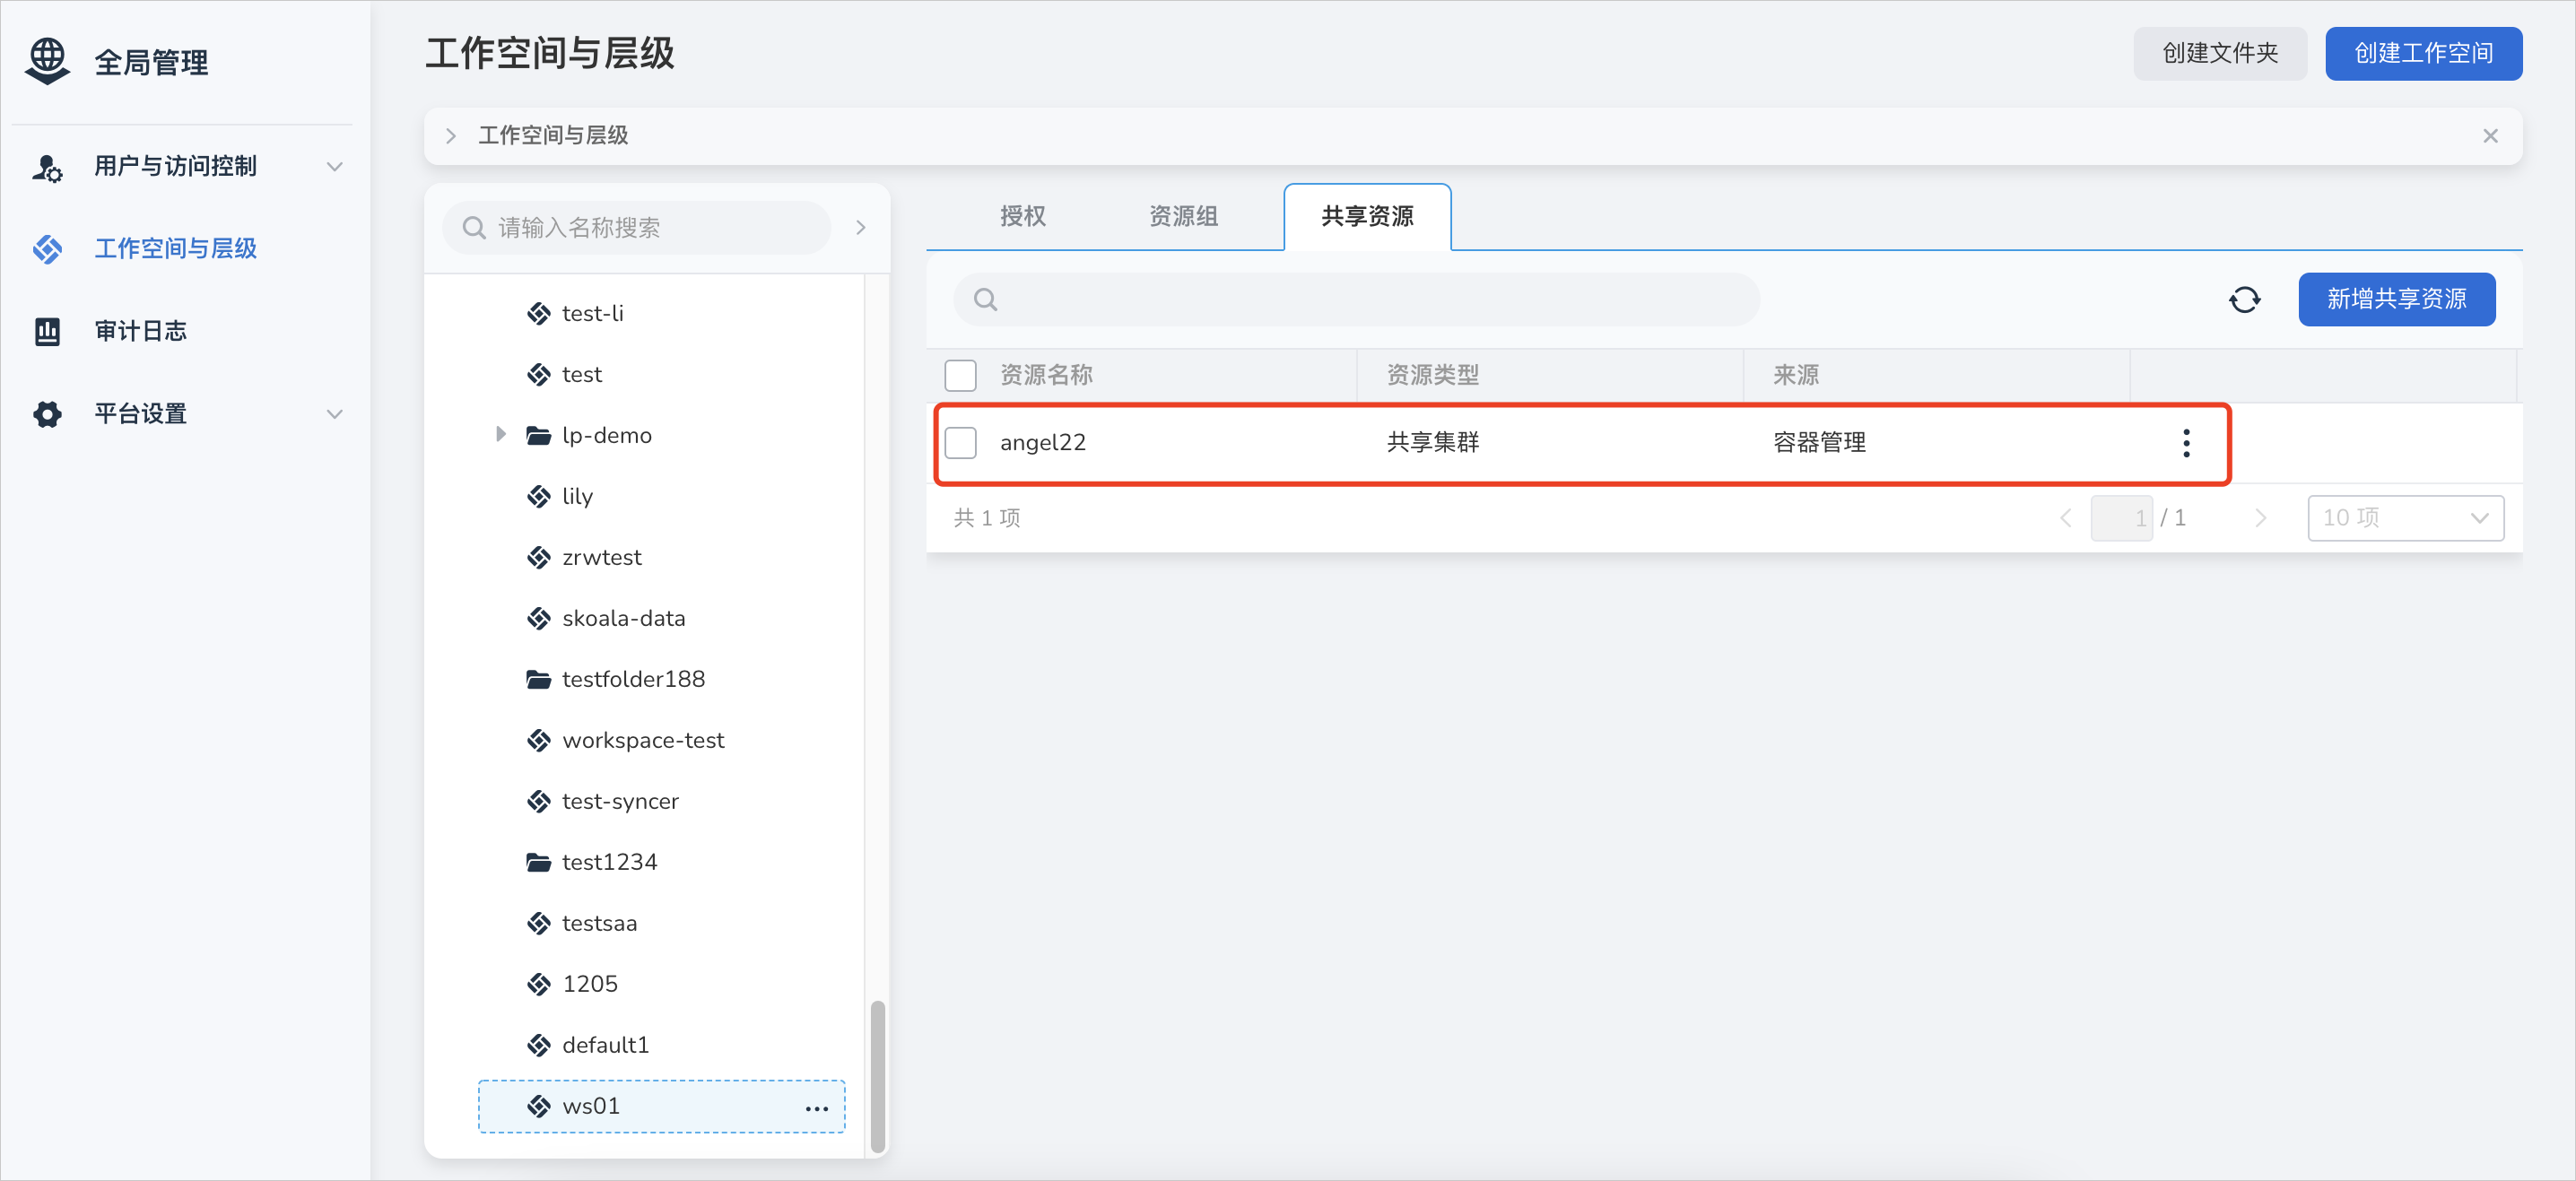 全局管理
用户与访问控制
工作空间与层级
审计日志
平台设置
工作空间与层级
创建文件夹
创建工作空间
工作空间与层级
请输入名称搜索
test-li
test
lp-demo
lily
zrwtest
skoala-data
testfolder188
workspace-test
test-syncer
test1234
testsaa
1205
default1
ws01
授权 资源组 共享资源
新增共享资源
资源名称 资源类型 来源
angel22 共享集群 容器管理
共 1 项 1 / 1 10 项